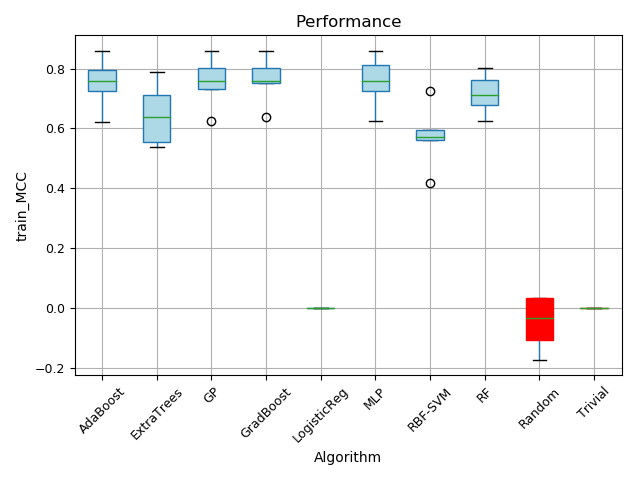 Performance
train_MCC
0.8
0.6
0.4
0.2
0.0
−0.2
AdaBoost
ExtraTrees
GP
GradBoost
LogisticReg
MLP
RBF-SVM
RF
Random
Trivial
Algorithm